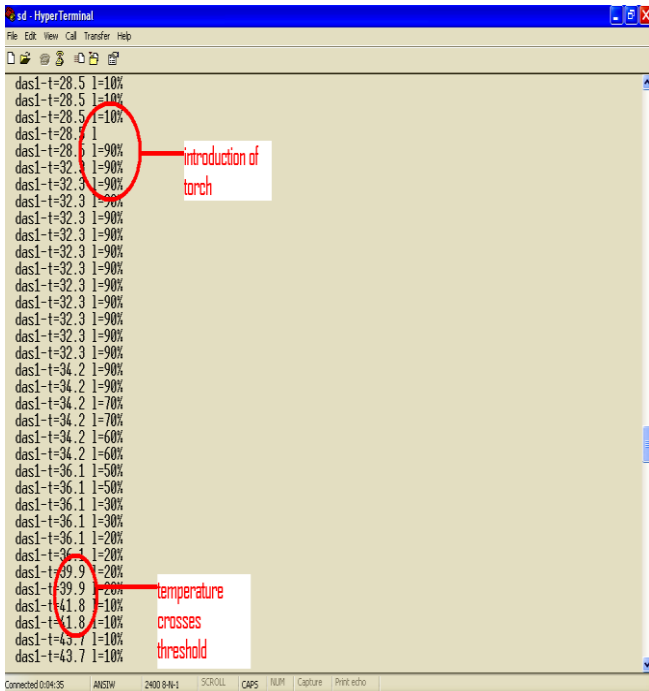 sd - HyperTerminal
File Edit View Call Transfer Help
das1-t=28.5 l=10%
das1-t=28.5 l=10%
das1-t=28.5 l=10%
das1-t=28.5 l
das1-t=28.5 l=90%
das1-t=32.3 l=90%
das1-t=32.3 l=90%
das1-t=32.3 l=90%
das1-t=32.3 l=90%
das1-t=32.3 l=90%
das1-t=32.3 l=90%
das1-t=32.3 l=90%
das1-t=32.3 l=90%
das1-t=32.3 l=90%
das1-t=32.3 l=90%
das1-t=32.3 l=90%
das1-t=32.3 l=90%
das1-t=34.2 l=90%
das1-t=34.2 l=90%
das1-t=34.2 l=70%
das1-t=34.2 l=70%
das1-t=34.2 l=60%
das1-t=34.2 l=60%
das1-t=36.1 l=50%
das1-t=36.1 l=50%
das1-t=36.1 l=30%
das1-t=36.1 l=30%
das1-t=36.1 l=20%
das1-t=36.1 l=20%
das1-t=39.9 l=20%
das1-t=39.9 l=20%
das1-t=41.8 l=10%
das1-t=41.8 l=10%
das1-t=43.7 l=10%
das1-t=43.7 l=10%
introduction of
torch
temperature
crosses
threshold
Connected 0:04:35 ANSIW 2400 8-N-1 SCROLL CAPS NUM Capture Print echo